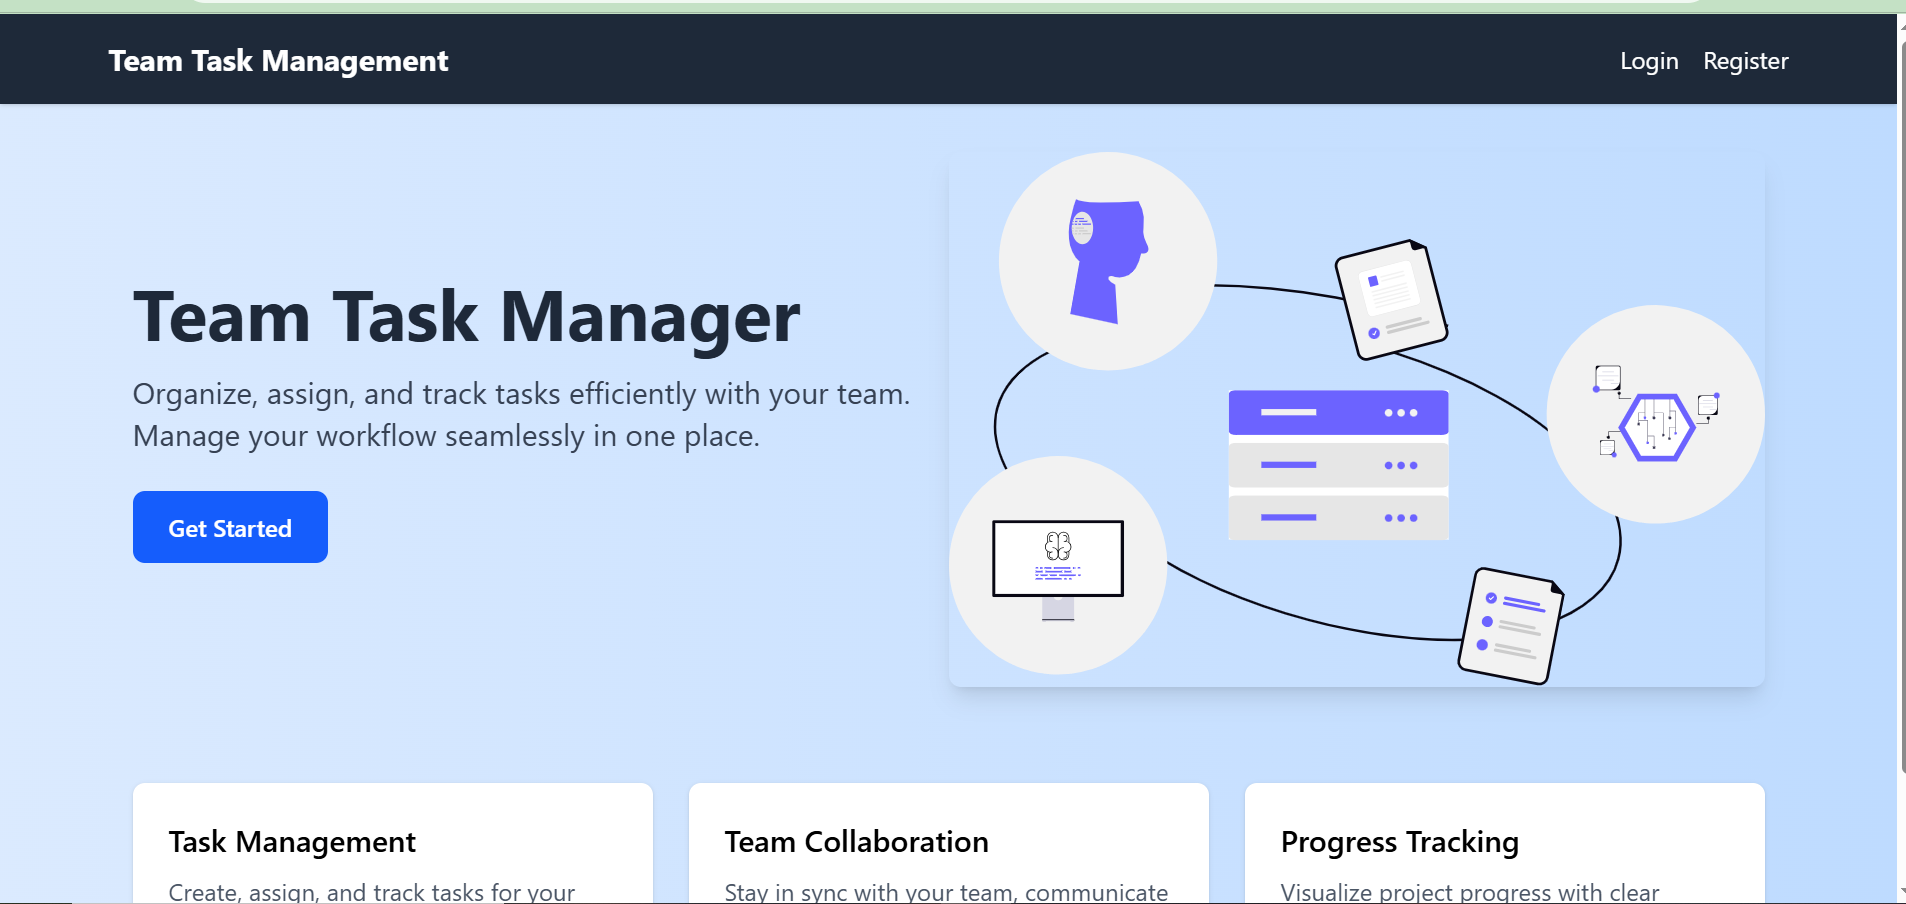 Team Task Management
Login Register
Team Task Manager
Organize, assign, and track tasks efficiently with your team.
Manage your workflow seamlessly in one place.
Get Started
Task Management
Create, assign, and track tasks for your
Team Collaboration
Stay in sync with your team, communicate
Progress Tracking
Visualize project progress with clear